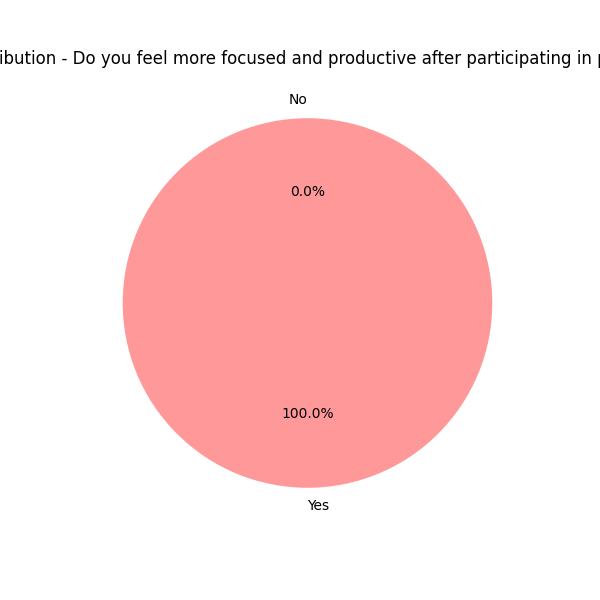 ibution - Do you feel more focused and productive after participating in
No
0.0%
100.0%
Yes